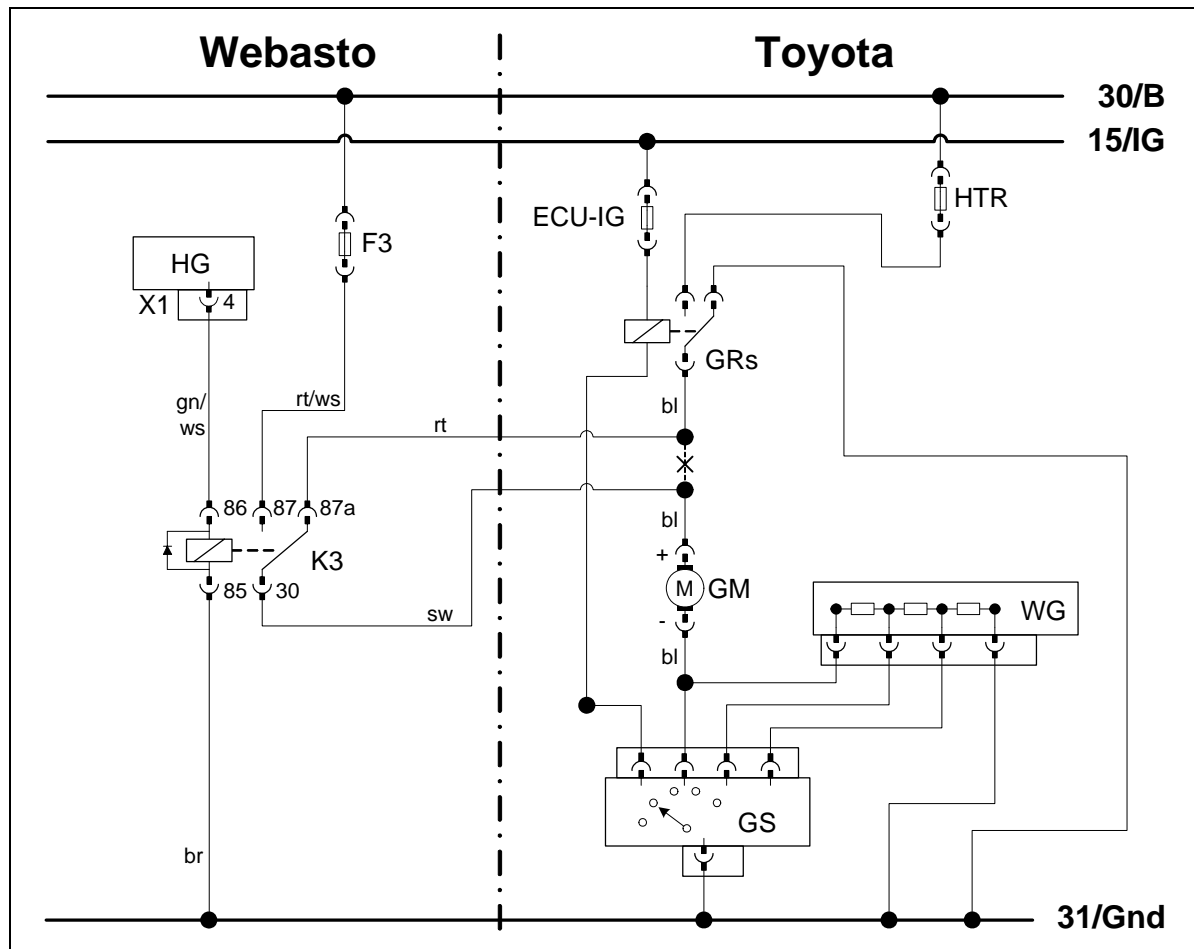 Webasto
Toyota
30/B
15/IG
HTR
ECU-IG
F3
HG
X1
4
GRs
gn/
ws
rt/ws
rt
bl
86
87
87a
bl
K3
+
M
GM
85
30
WG
sw
-
bl
GS
br
31/Gnd